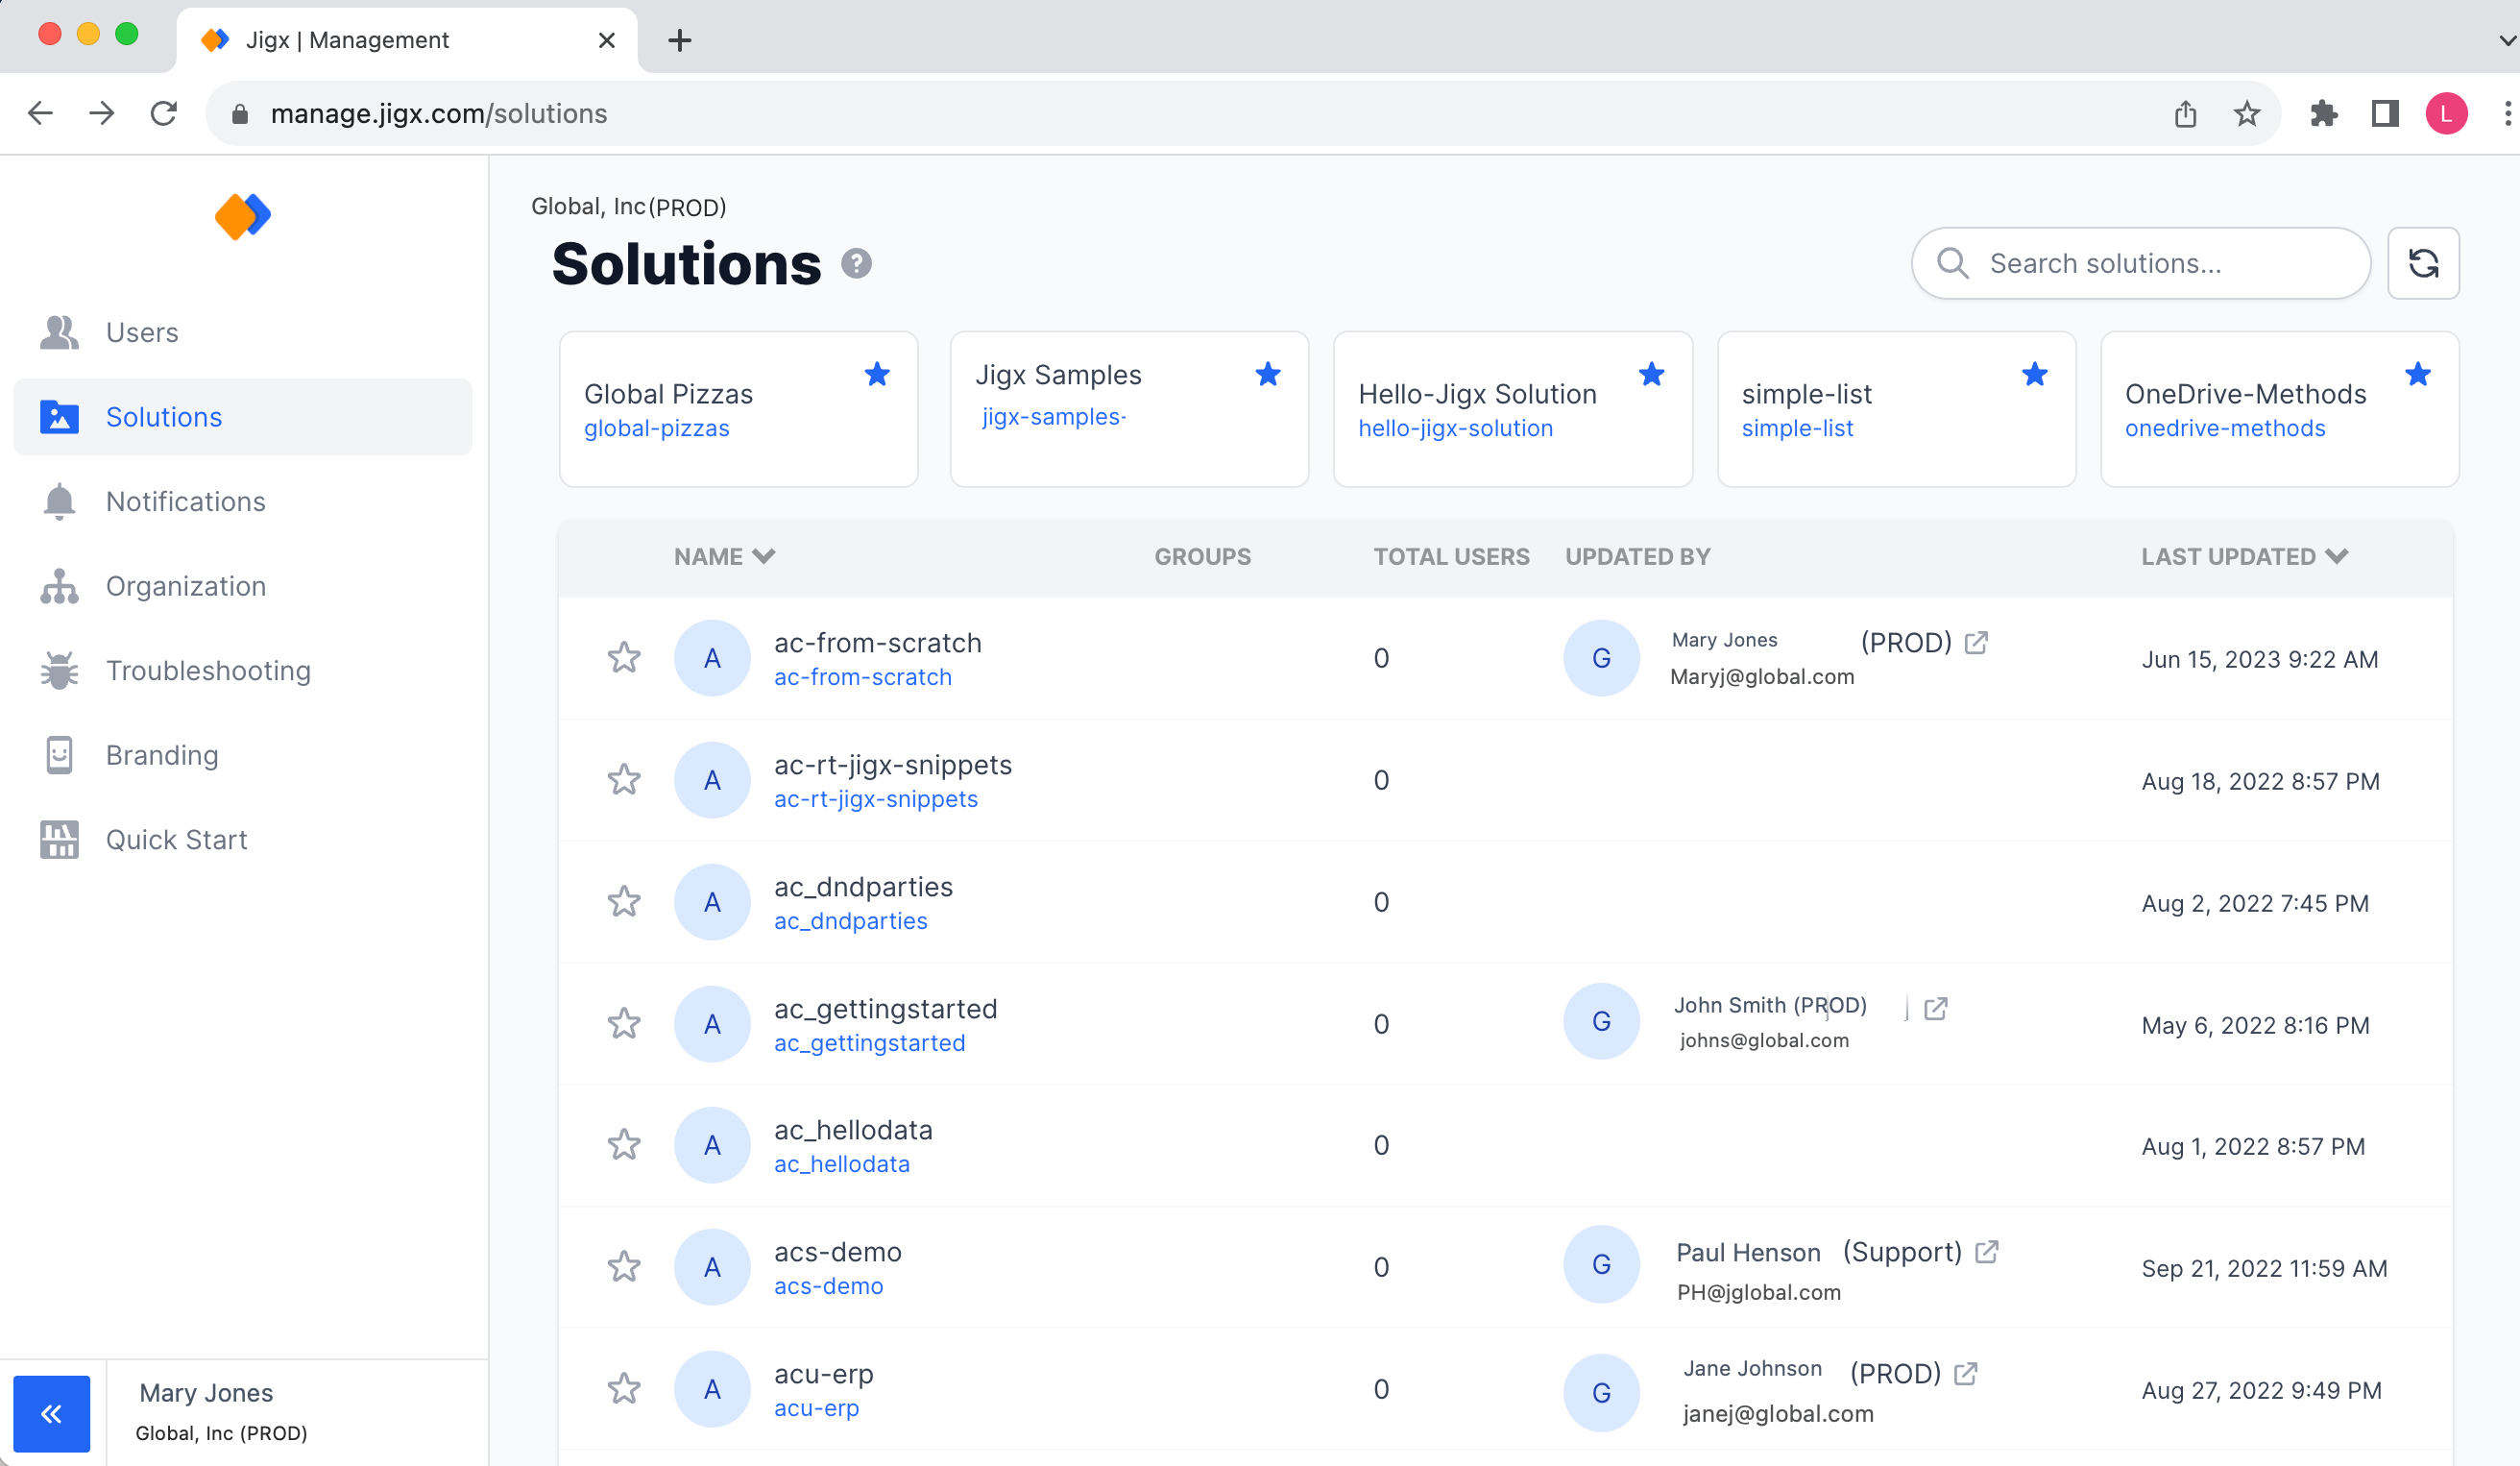 Jigx | Management
manage.jigx.com/solutions
L
Global, Inc (PROD)
Solutions ?
Search solutions...
Users
Solutions
Notifications
Organization
Troubleshooting
Branding
Quick Start
Global Pizzas
global-pizzas
Jigx Samples
jigx-samples-
Hello-Jigx Solution
hello-jigx-solution
simple-list
simple-list
OneDrive-Methods
onedrive-methods
NAME GROUPS TOTAL USERS UPDATED BY LAST UPDATED
A ac-from-scratch 0 G Mary Jones (PROD) Jun 15, 2023 9:22 AM
ac-from-scratch Maryj@global.com
A ac-rt-jigx-snippets 0 Aug 18, 2022 8:57 PM
ac-rt-jigx-snippets
A ac_dndparties 0 Aug 2, 2022 7:45 PM
ac_dndparties
A ac_gettingstarted 0 G John Smith (PROD) May 6, 2022 8:16 PM
ac_gettingstarted johns@global.com
A ac_hellodata 0 Aug 1, 2022 8:57 PM
ac_hellodata
A acs-demo 0 G Paul Henson (Support) Sep 21, 2022 11:59 AM
acs-demo PH@jglobal.com
A acu-erp 0 G Jane Johnson (PROD) Aug 27, 2022 9:49 PM
acu-erp janej@global.com
Mary Jones
Global, Inc (PROD)